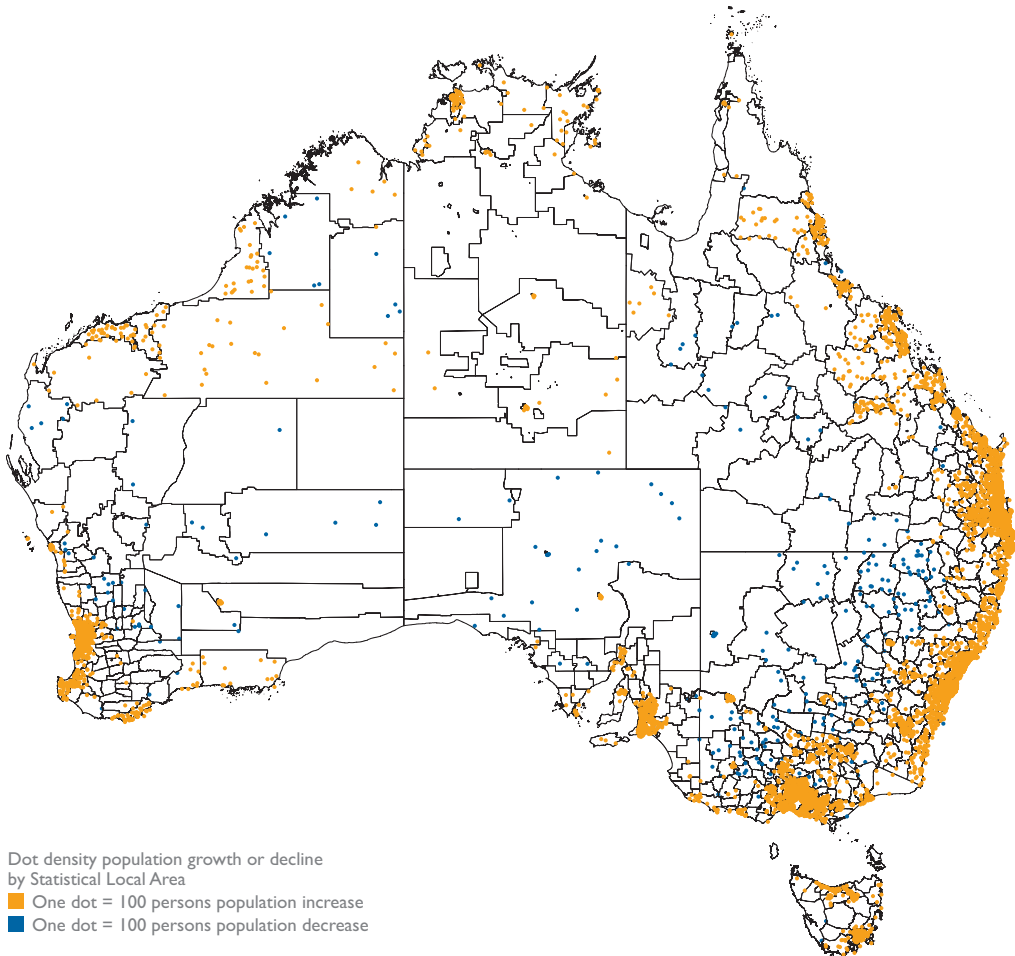 Dot density population growth or decline
by Statistical Local Area
One dot = 100 persons population increase
One dot = 100 persons population decrease